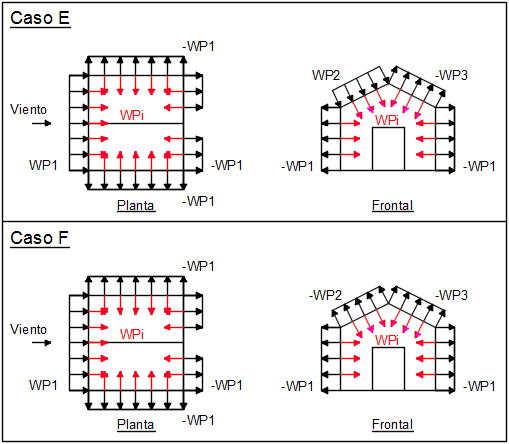 Caso E
-WP1
WP2
-WP3
Viento
WPi
WPi
WP1
-WP1
-WP1
-WP1
-WP1
Planta
Frontal
Caso F
-WP1
-WP2
-WP3
Viento
WPi
WPi
WP1
-WP1
-WP1
-WP1
-WP1
Planta
Frontal